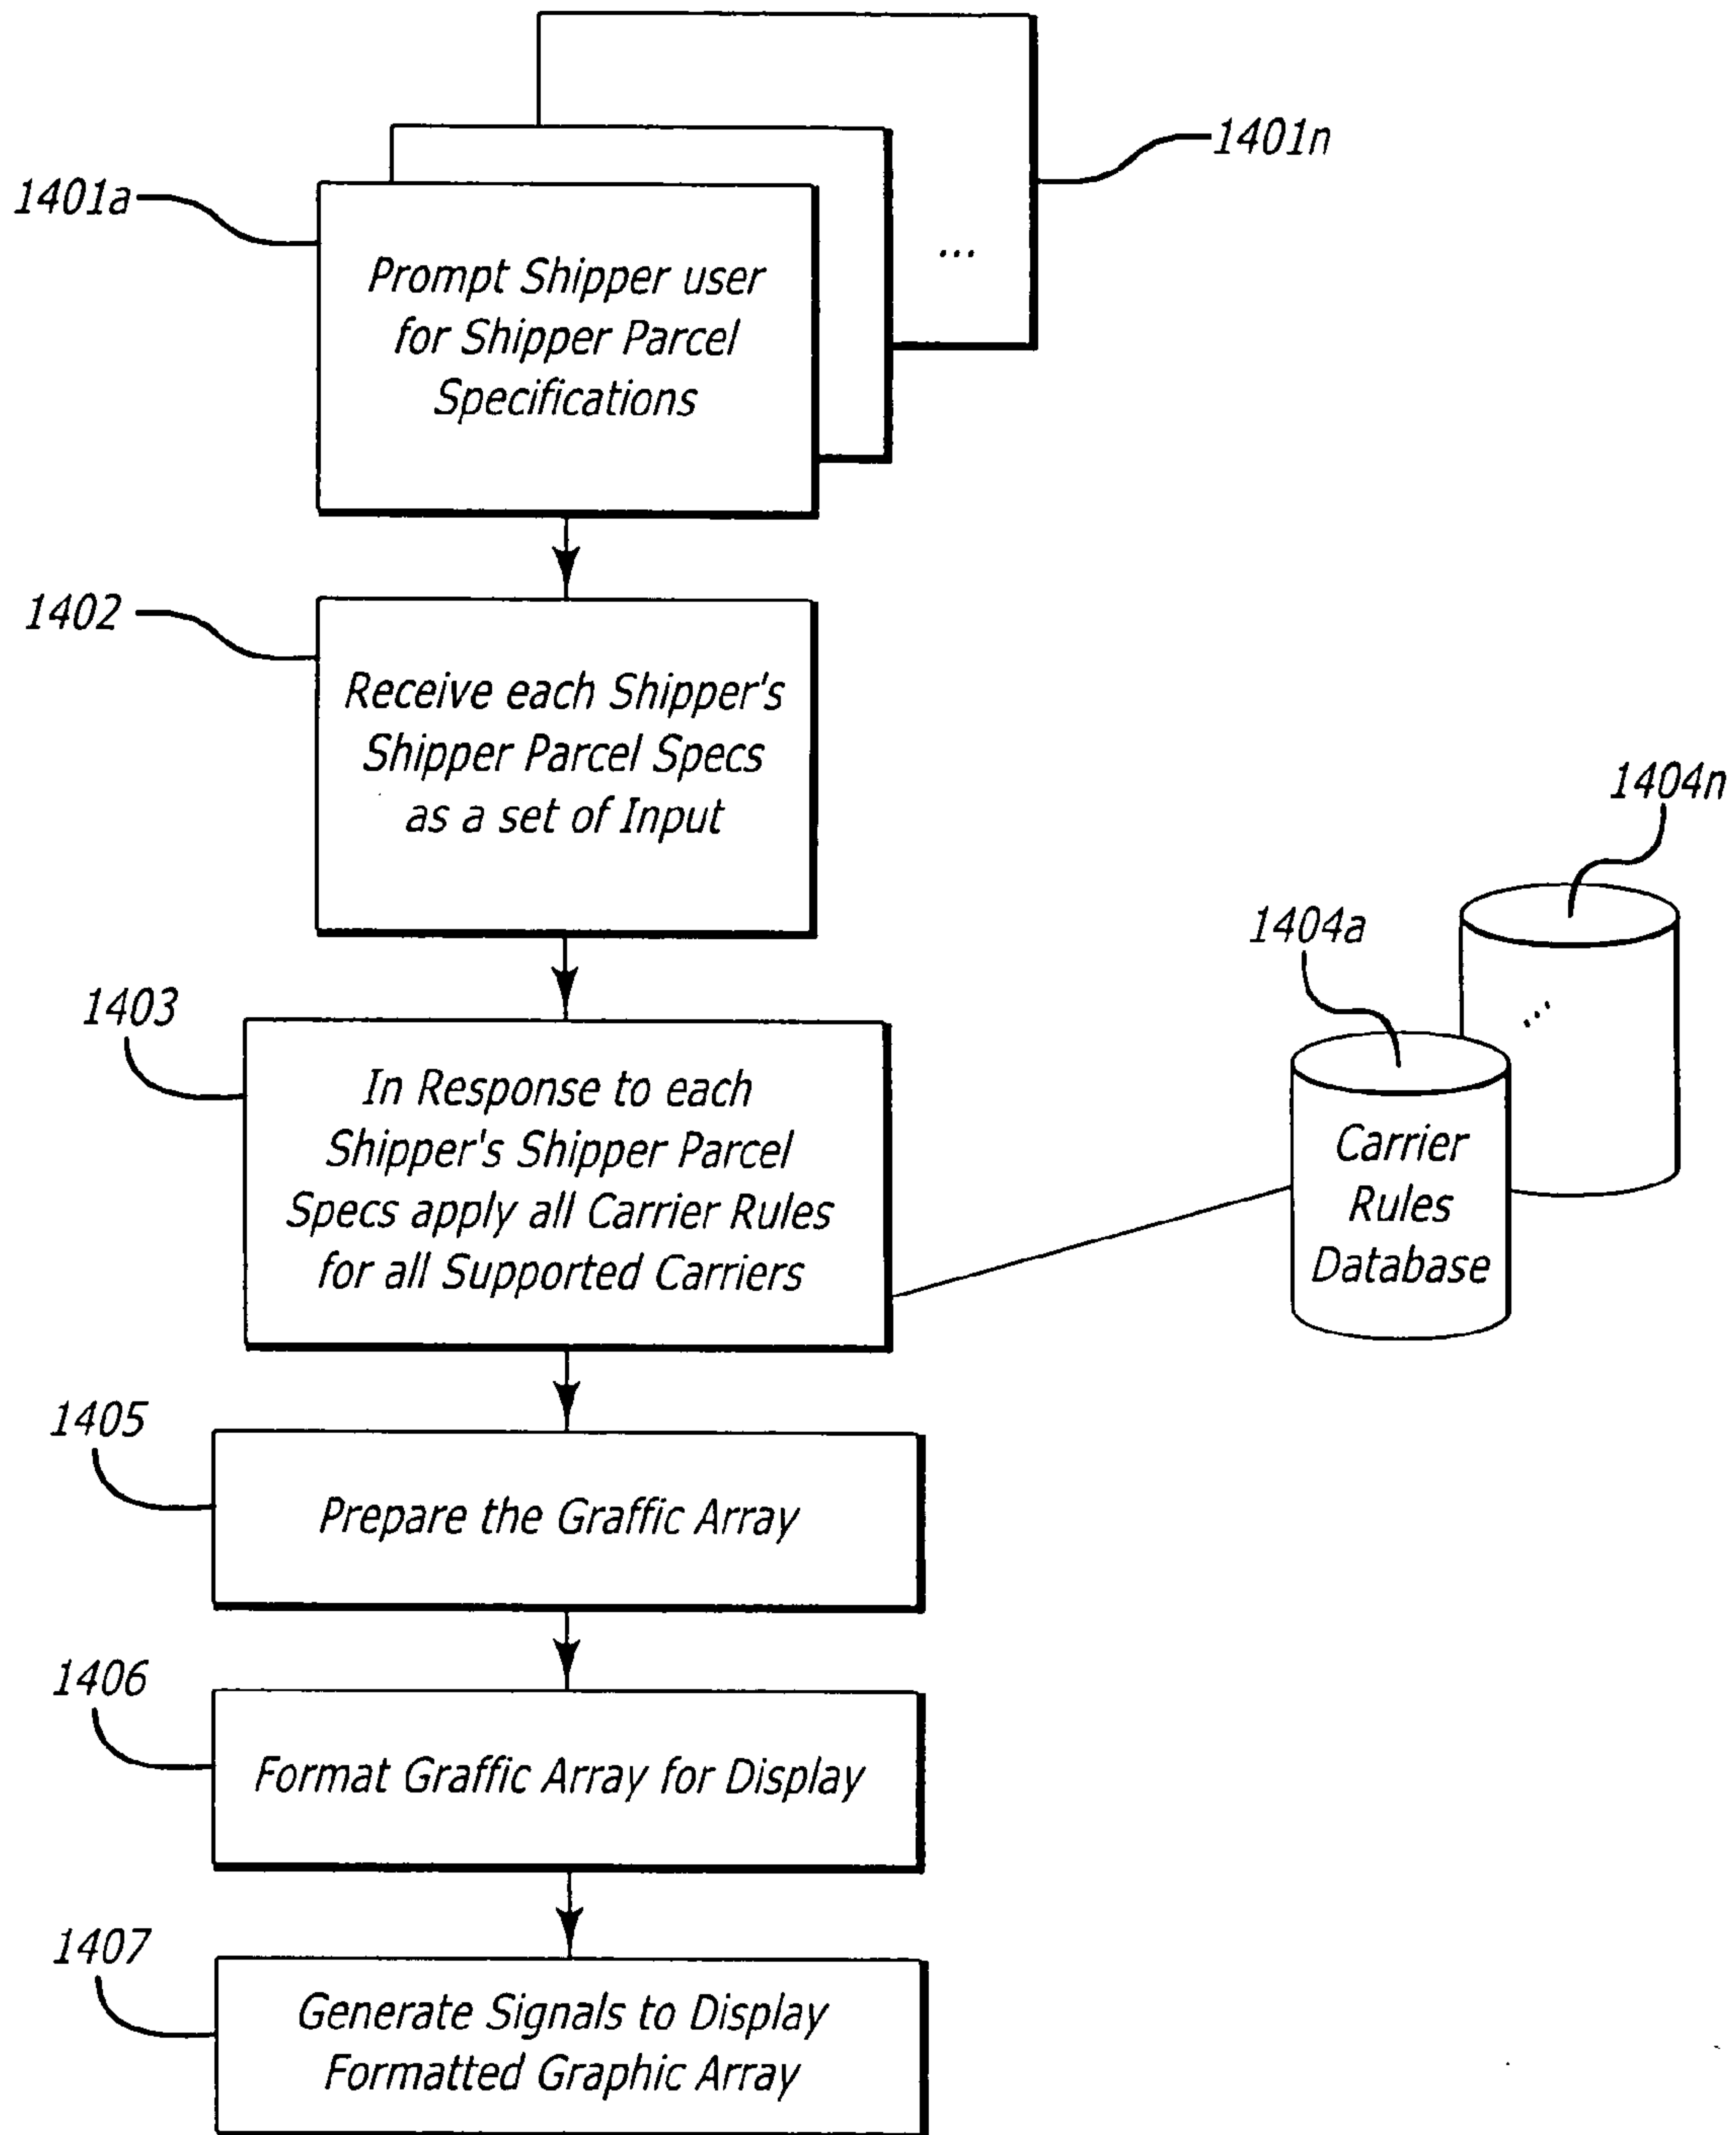 1401n
1401a
...
Prompt Shipper user
for Shipper Parcel
Specifications
1402
Receive each Shipper's
Shipper Parcel Specs
as a set of Input
1404n
1404a
...
1403
In Response to each
Shipper's Shipper Parcel
Specs apply all Carrier Rules
for all Supported Carriers
Carrier
Rules
Database
1405
Prepare the Graffic Array
1406
Format Graffic Array for Display
1407
Generate Signals to Display
Formatted Graphic Array